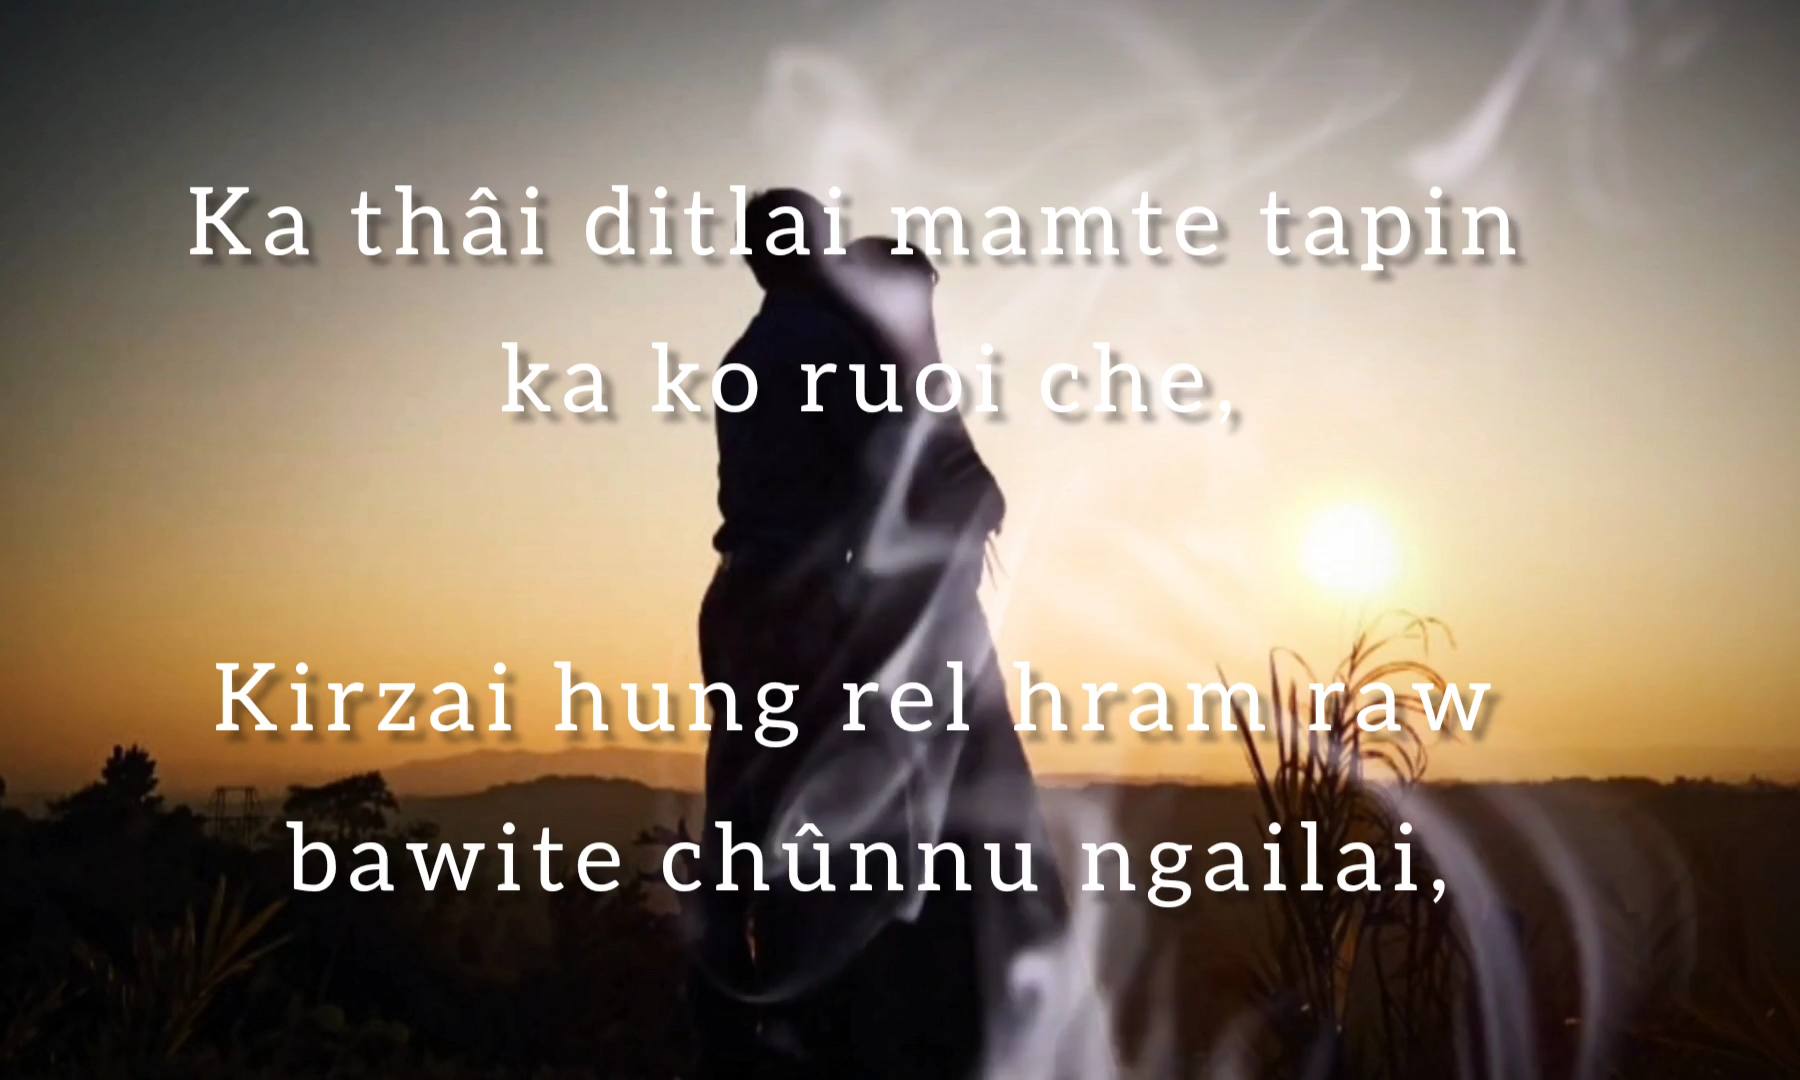 Ka thâi ditlai mamte tapin
ka ko ruoi che,
Kirzai hung rel hram raw
bawite chûnnu ngailai,